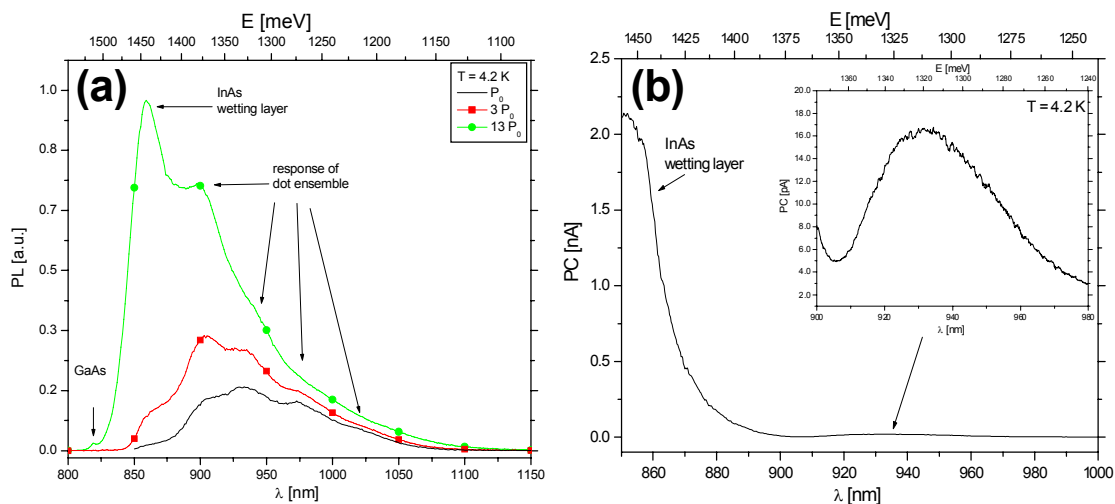 E [meV]
1500 1450 1400 1350 1300 1250 1200 1150 1100
(a)
T = 4.2 K
P0
3 P0
13 P0
InAs
wetting layer
response of
dot ensemble
GaAs
PL [a.u.]
1.0
0.8
0.7
0.5
0.3
0.2
0.0
800 850 900 950 1000 1050 1100 1150
λ [nm]
E [meV]
1450 1425 1400 1375 1350 1325 1300 1275 1250
(b)
InAs
wetting layer
PC [nA]
2.5
2.0
1.5
1.0
0.5
0.0
860 880 900 920 940 960 980 1000
λ [nm]
E [meV]
1360 1340 1320 1300 1280 1260 1240
T = 4.2 K
PC [pA]
20.0
18.0
16.0
14.0
12.0
10.0
8.0
6.0
4.0
2.0
900 920 940 960 980
λ [nm]